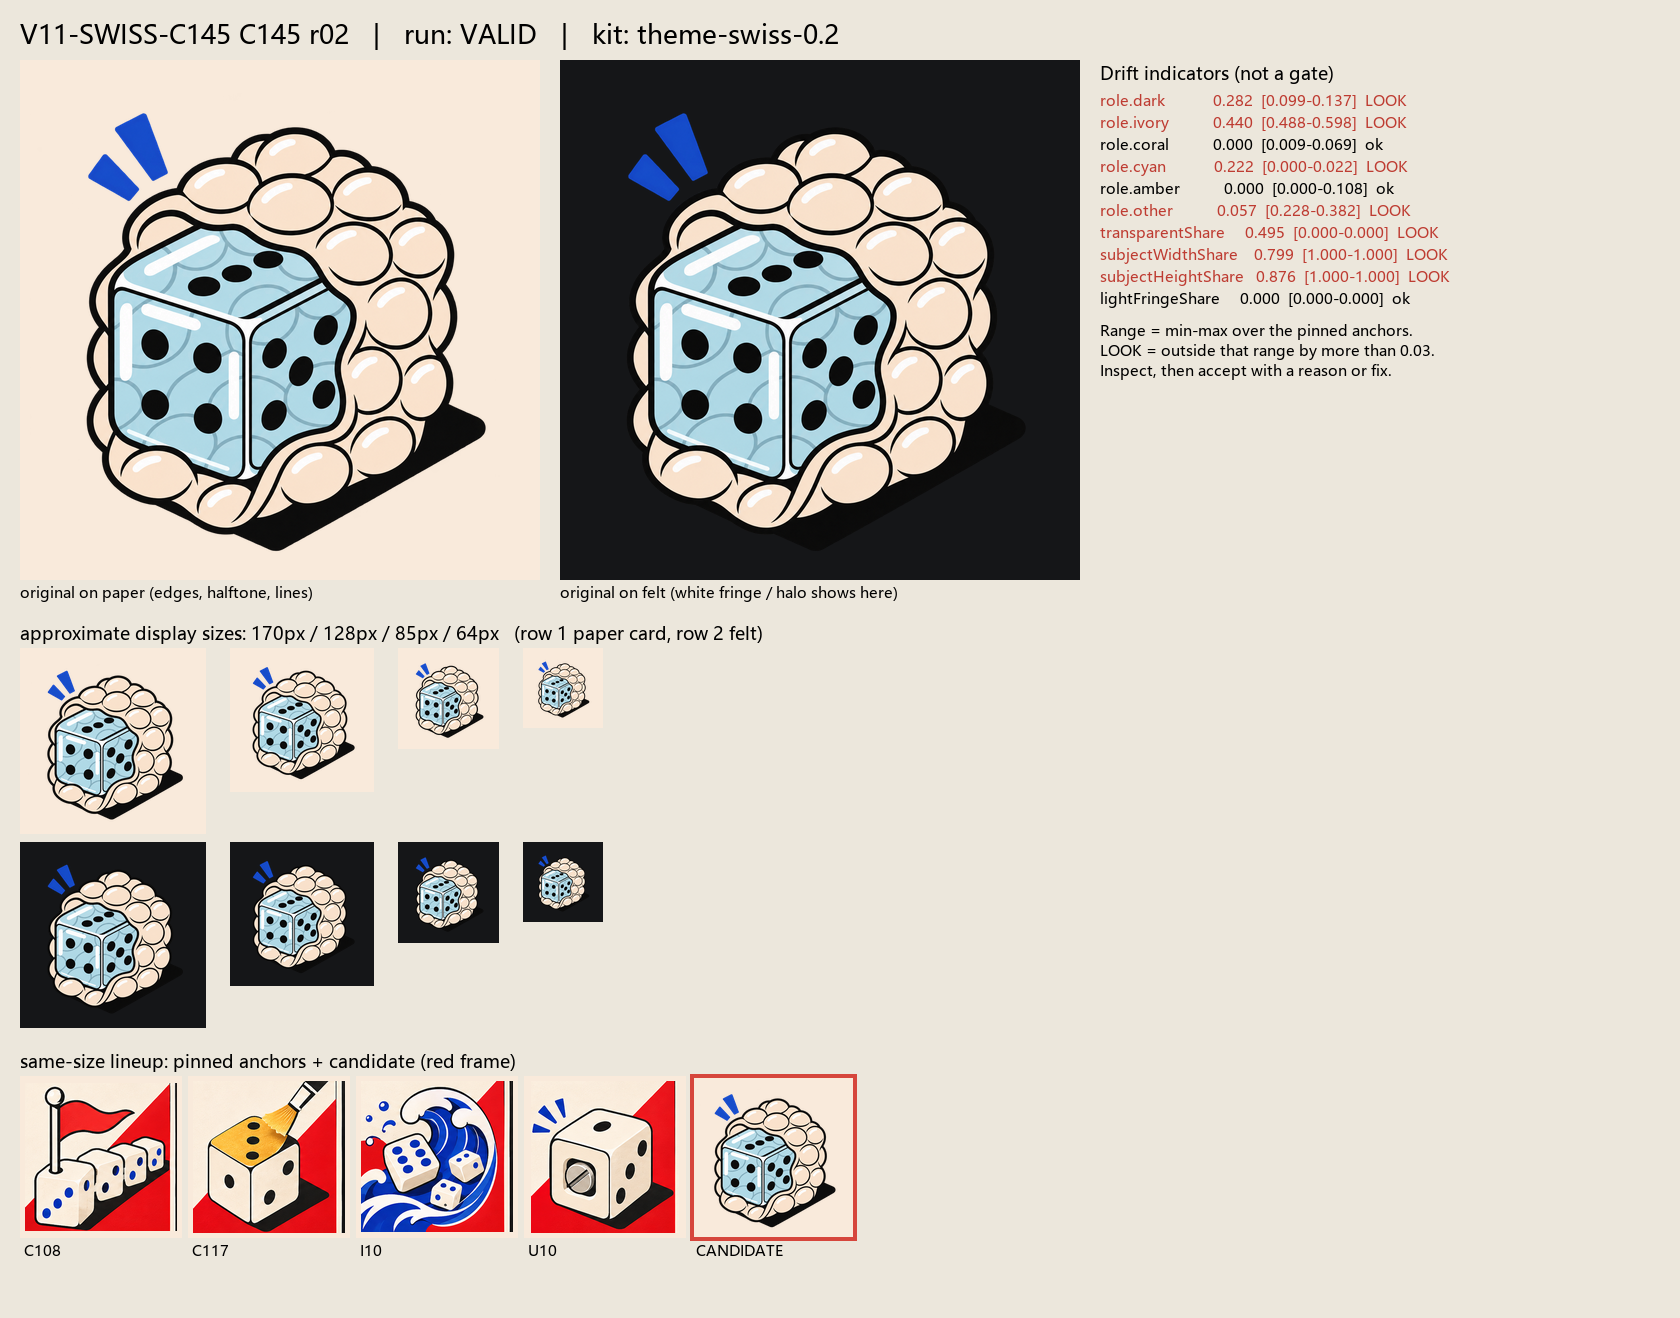 V11-SWISS-C145 C145 r02 | run: VALID | kit: theme-swiss-0.2
Drift indicators (not a gate)
role.dark 0.282 [0.099-0.137] LOOK
role.ivory 0.440 [0.488-0.598] LOOK
role.coral 0.000 [0.009-0.069] ok
role.cyan 0.222 [0.000-0.022] LOOK
role.amber 0.000 [0.000-0.108] ok
role.other 0.057 [0.228-0.382] LOOK
transparentShare 0.495 [0.000-0.000] LOOK
subjectWidthShare 0.799 [1.000-1.000] LOOK
subjectHeightShare 0.876 [1.000-1.000] LOOK
lightFringeShare 0.000 [0.000-0.000] ok
Range = min-max over the pinned anchors.
LOOK = outside that range by more than 0.03.
Inspect, then accept with a reason or fix.
original on paper (edges, halftone, lines)
original on felt (white fringe / halo shows here)
approximate display sizes: 170px / 128px / 85px / 64px (row 1 paper card, row 2 felt)
same-size lineup: pinned anchors + candidate (red frame)
C108
C117
I10
U10
CANDIDATE